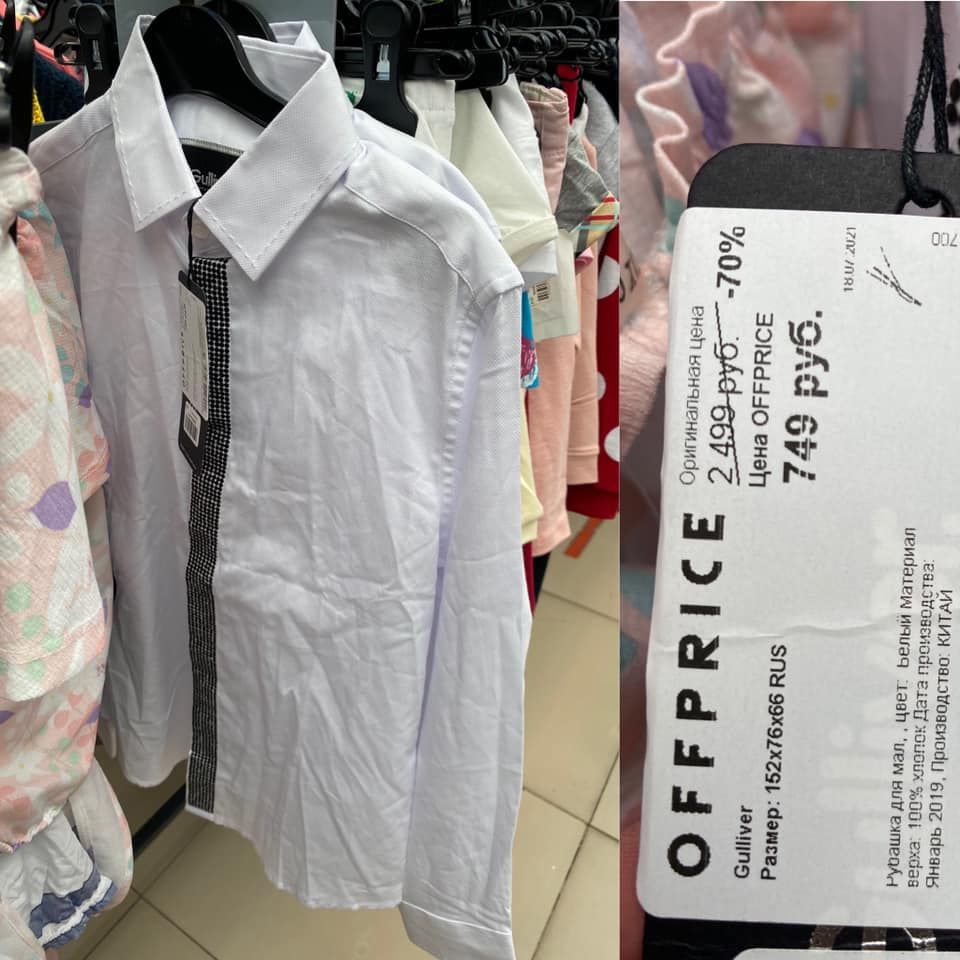 Gulliver
OFFPRICE
Оригинальная цена
2 499 руб. -70%
Цена OFFPRICE
749 руб.
18.07.2021
Gulliver
Размер: 152x76x66 RUS
Рубашка для мал, , цвет: Белый Материал
верха: 100% хлопок Дата производства:
Январь 2019, Производство: КИТАЙ